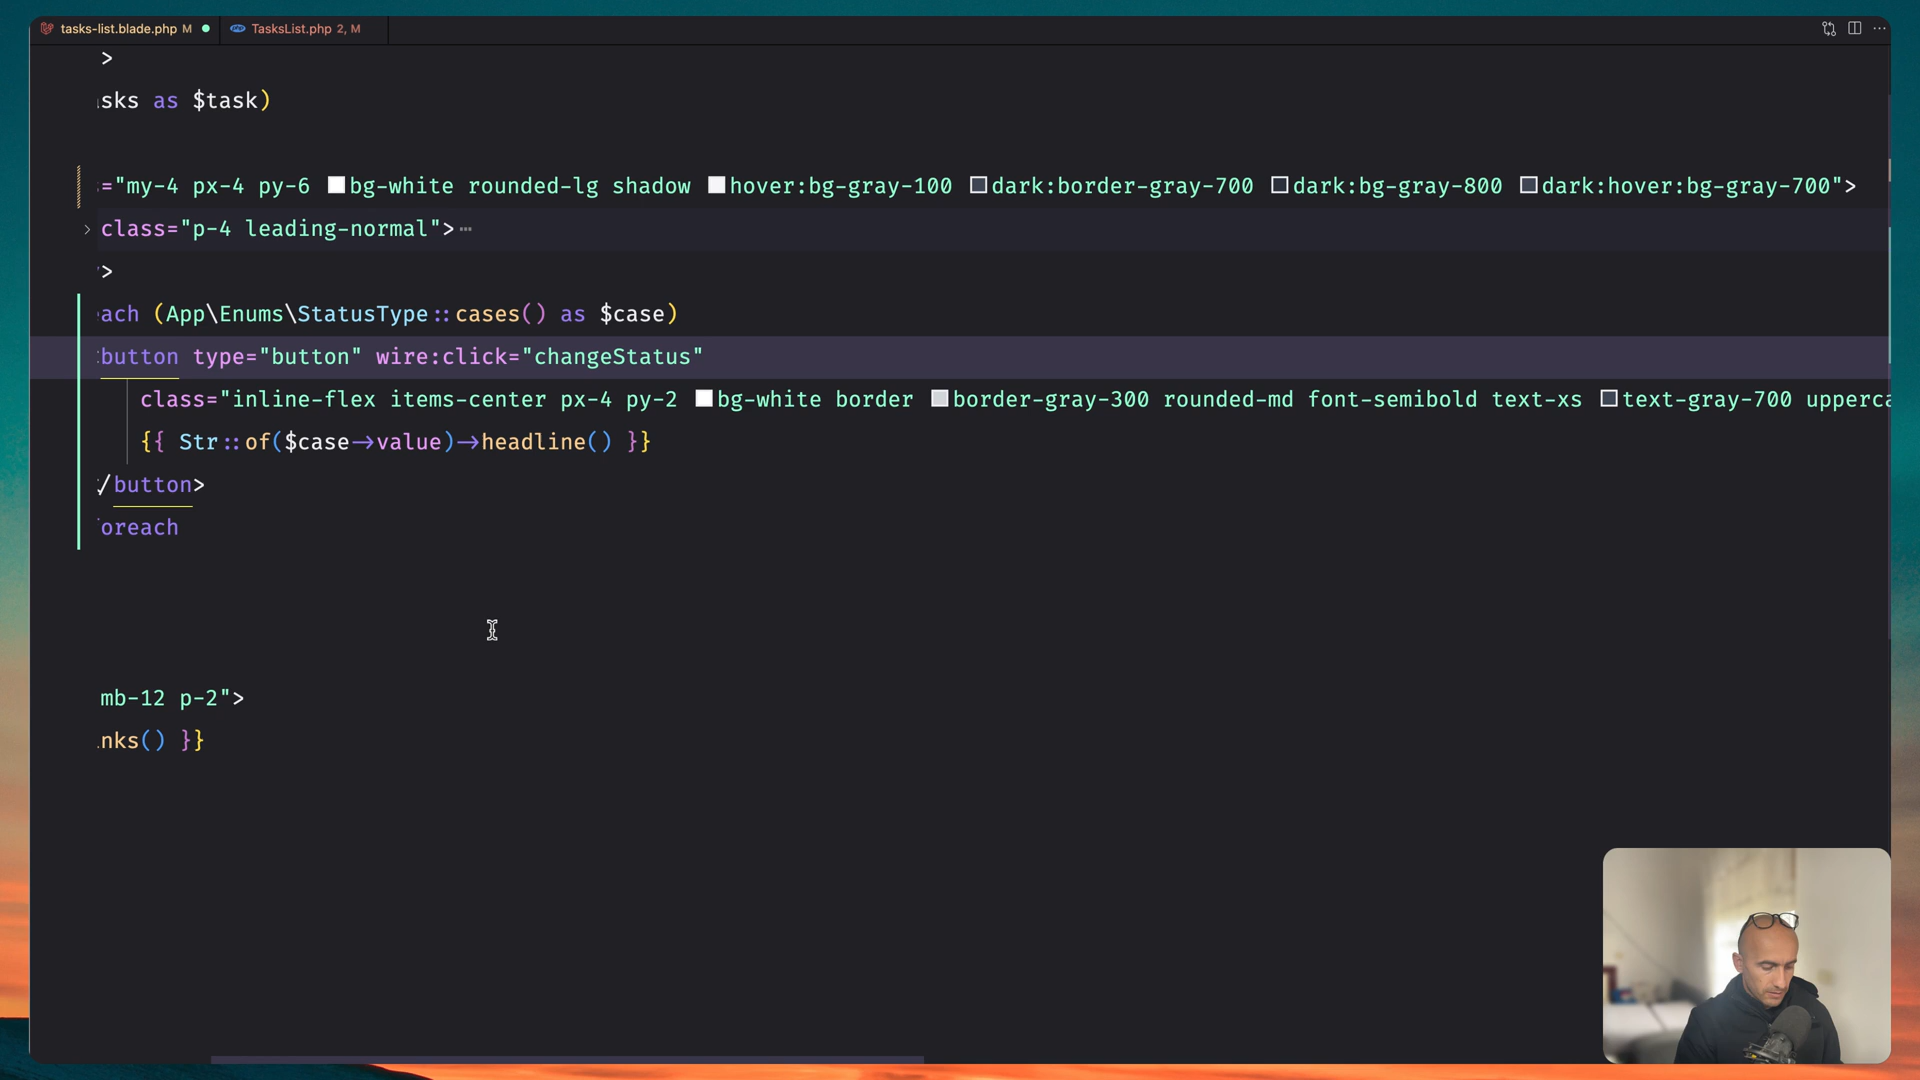 tasks-list.blade.php M
TasksList.php 2, M
>
sks as $task)
="my-4 px-4 py-6 bg-white rounded-lg shadow hover:bg-gray-100 dark:border-gray-700 dark:bg-gray-800 dark:hover:bg-gray-700">
class="p-4 leading-normal">…
>
ach (App\Enums\StatusType::cases() as $case)
button type="button" wire:click="changeStatus"
class="inline-flex items-center px-4 py-2 bg-white border border-gray-300 rounded-md font-semibold text-xs text-gray-700 upperca
{{ Str::of($case->value)->headline() }}
/button>
oreach
mb-12 p-2">
nks() }}